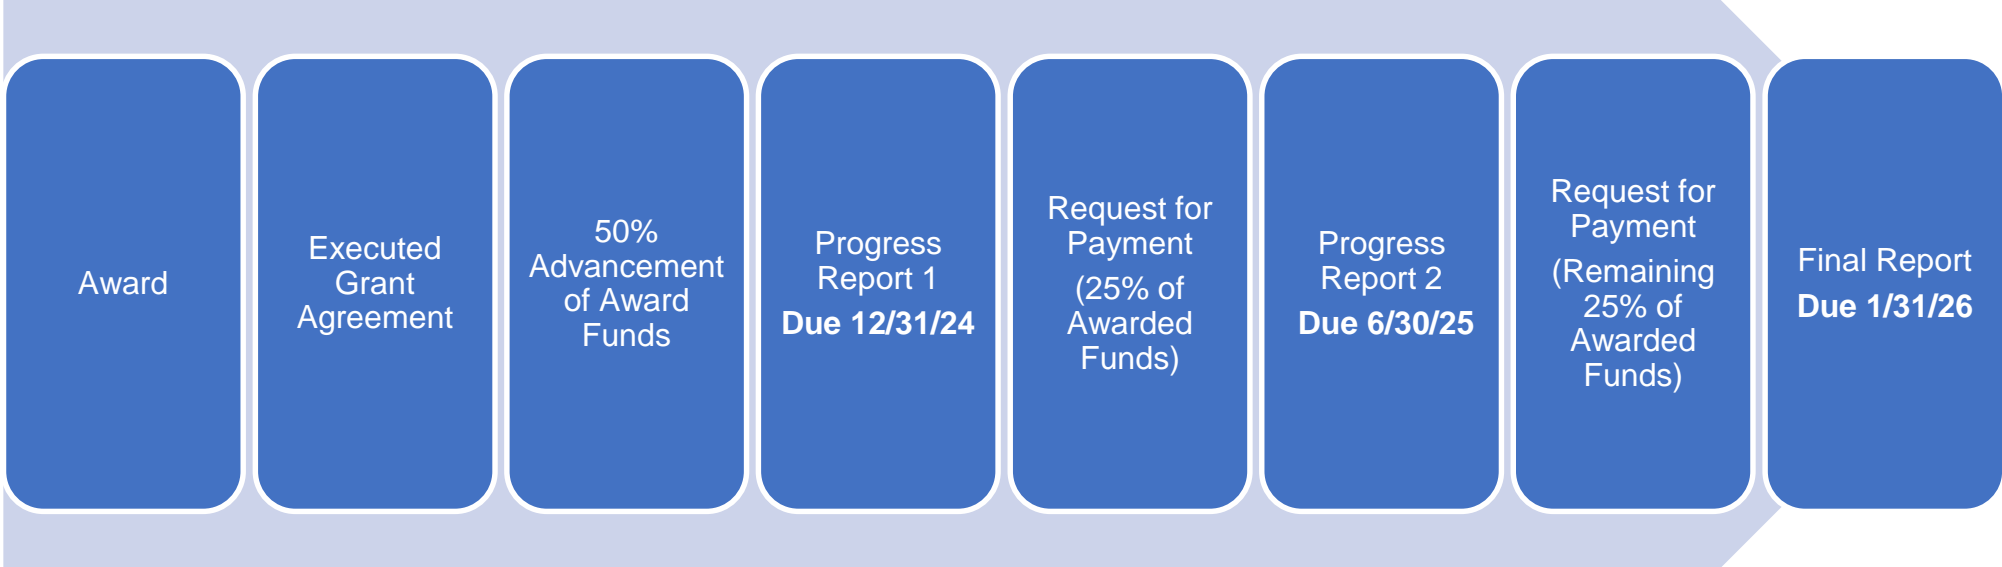 Award
Executed
Grant
Agreement
50%
Advancement
of Award
Funds
Progress
Report 1
Due 12/31/24
Request for
Payment
(25% of
Awarded
Funds)
Progress
Report 2
Due 6/30/25
Request for
Payment
(Remaining
25% of
Awarded
Funds)
Final Report
Due 1/31/26